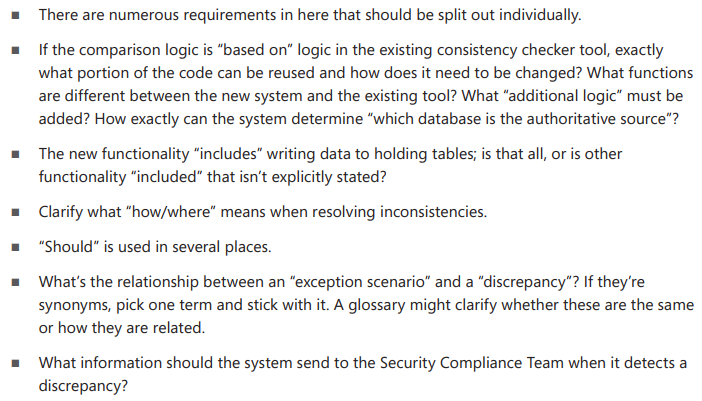 ▪ There are numerous requirements in here that should be split out individually.
▪ If the comparison logic is “based on” logic in the existing consistency checker tool, exactly
what portion of the code can be reused and how does it need to be changed? What functions
are different between the new system and the existing tool? What “additional logic” must be
added? How exactly can the system determine “which database is the authoritative source”?
▪ The new functionality “includes” writing data to holding tables; is that all, or is other
functionality “included” that isn’t explicitly stated?
▪ Clarify what “how/where” means when resolving inconsistencies.
▪ “Should” is used in several places.
▪ What’s the relationship between an “exception scenario” and a “discrepancy”? If they’re
synonyms, pick one term and stick with it. A glossary might clarify whether these are the same
or how they are related.
▪ What information should the system send to the Security Compliance Team when it detects a
discrepancy?